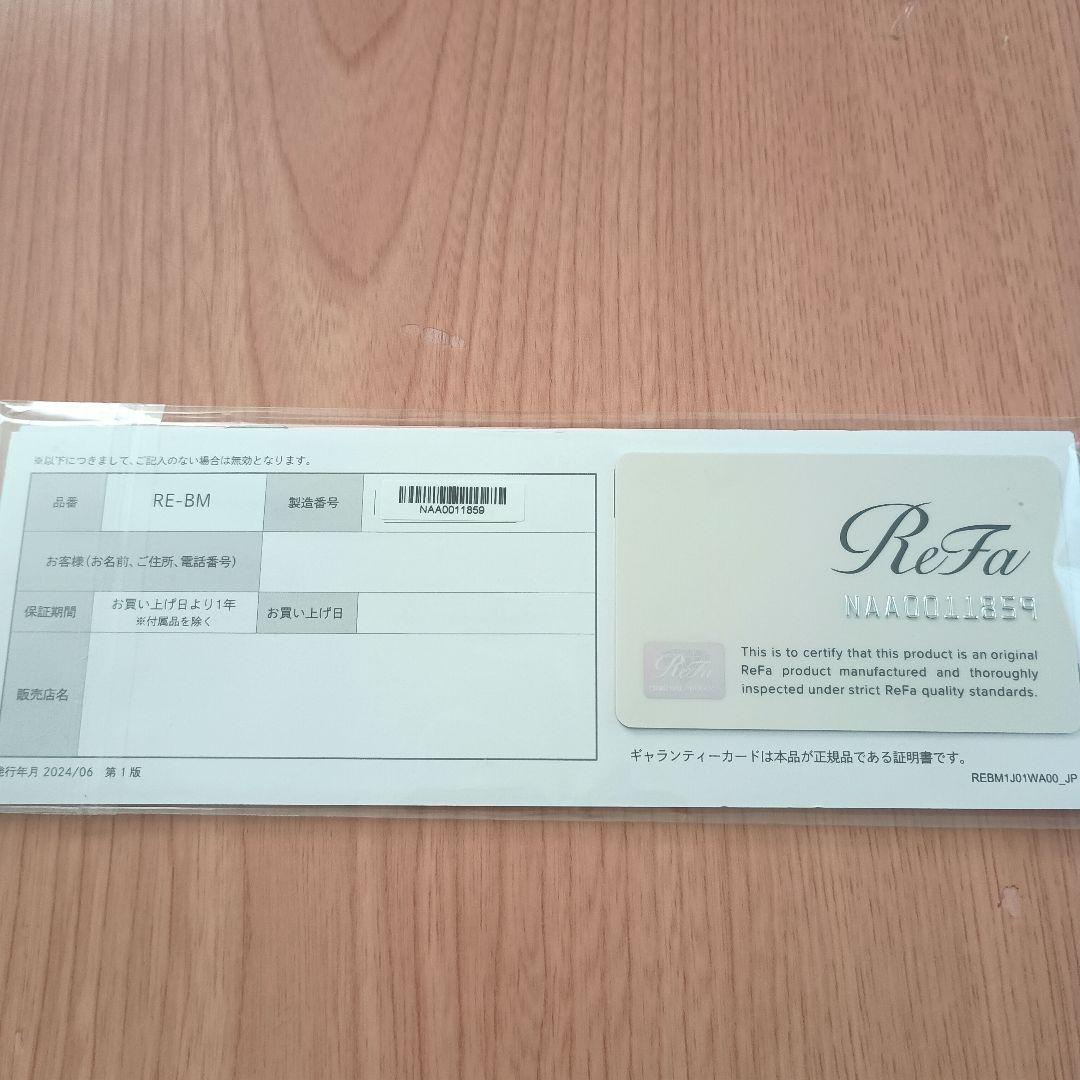 ※以下につきまして、ご記入のない場合は無効となります。
品番
RE-BM
製造番号
NAA0011859
お客様(お名前、ご住所、電話番号)
保証期間
お買い上げ日より1年
※付属品を除く
お買い上げ日
販売店名
発行年月 2024/06 第1版
ReFa
NAA0011859
ReFa
This is to certify that this product is an original
ReFa product manufactured and thoroughly
inspected under strict ReFa quality standards.
ギャランティーカードは本品が正規品である証明書です。
REBM1J01WA00_JP